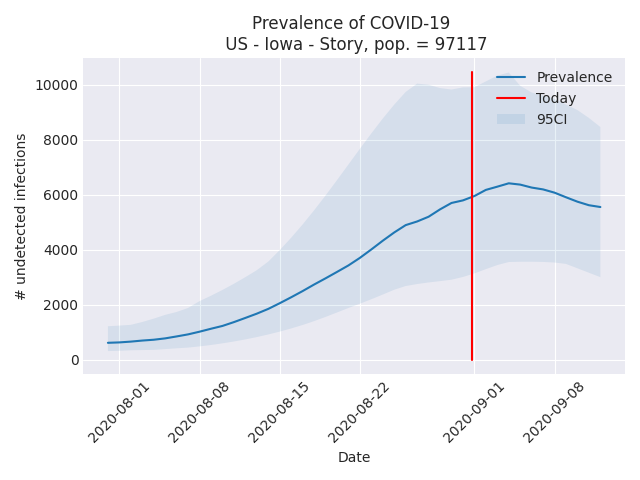 Prevalence of COVID-19
US - Iowa - Story, pop. = 97117
10000
8000
6000
4000
2000
0
# undetected infections
Prevalence
Today
95CI
2020-08-01
2020-08-08
2020-08-15
2020-08-22
2020-09-01
2020-09-08
Date